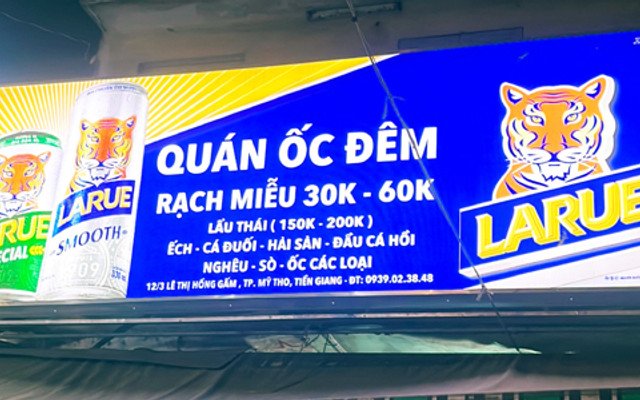 QUÁN ỐC ĐÊM
RẠCH MIỄU 30K - 60K
LẨU THÁI ( 150K - 200K )
ẾCH - CÁ ĐUỐI - HẢI SẢN - ĐẦU CÁ HỒI
NGHÊU - SÒ - ỐC CÁC LOẠI
12/3 LÊ THỊ HỒNG GẤM , TP. MỸ THO, TIỀN GIANG - ĐT: 0939.02.38.48
LARUE
SMOOTH
RUE
ECIAL
LARUE